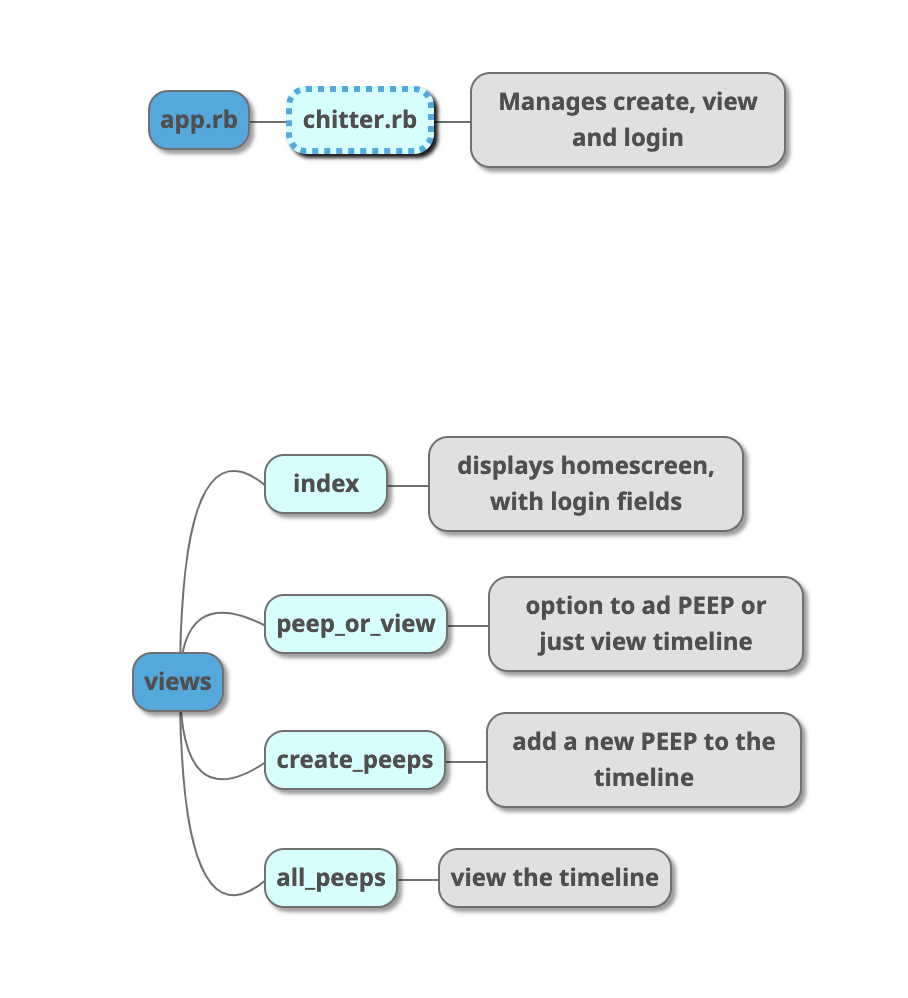 app.rb
chitter.rb
Manages create, view
and login
index
displays homescreen,
with login fields
peep_or_view
option to ad PEEP or
just view timeline
views
create_peeps
add a new PEEP to the
timeline
all_peeps
view the timeline